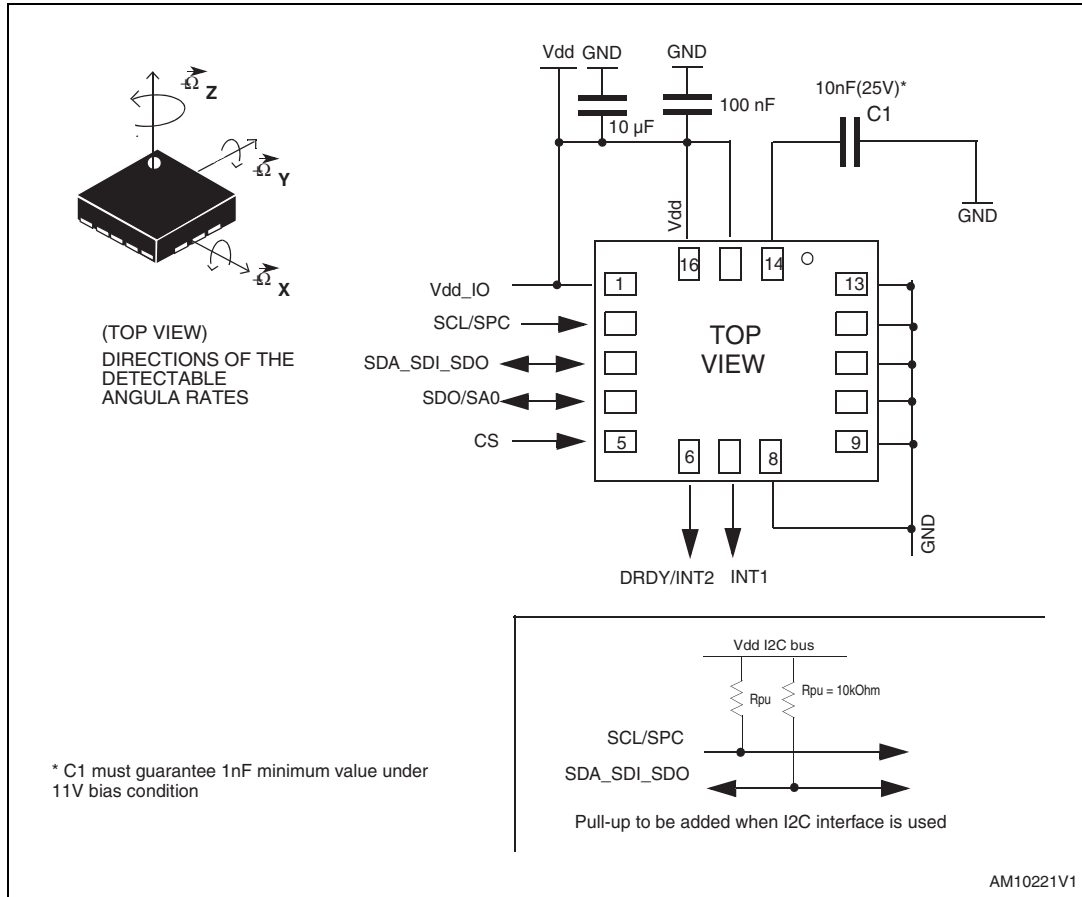 Vdd GND GND
10 µF
100 nF
10nF(25V)*
C1
GND
Vdd
Ω Z
Ω Y
Ω X
(TOP VIEW)
DIRECTIONS OF THE
DETECTABLE
ANGULA RATES
16 14
1 13
5 9
6 8
TOP
VIEW
Vdd_IO
SCL/SPC
SDA_SDI_SDO
SDO/SA0
CS
GND
DRDY/INT2 INT1
Vdd I2C bus
Rpu
Rpu = 10kOhm
SCL/SPC
SDA_SDI_SDO
Pull-up to be added when I2C interface is used
* C1 must guarantee 1nF minimum value under
11V bias condition
AM10221V1